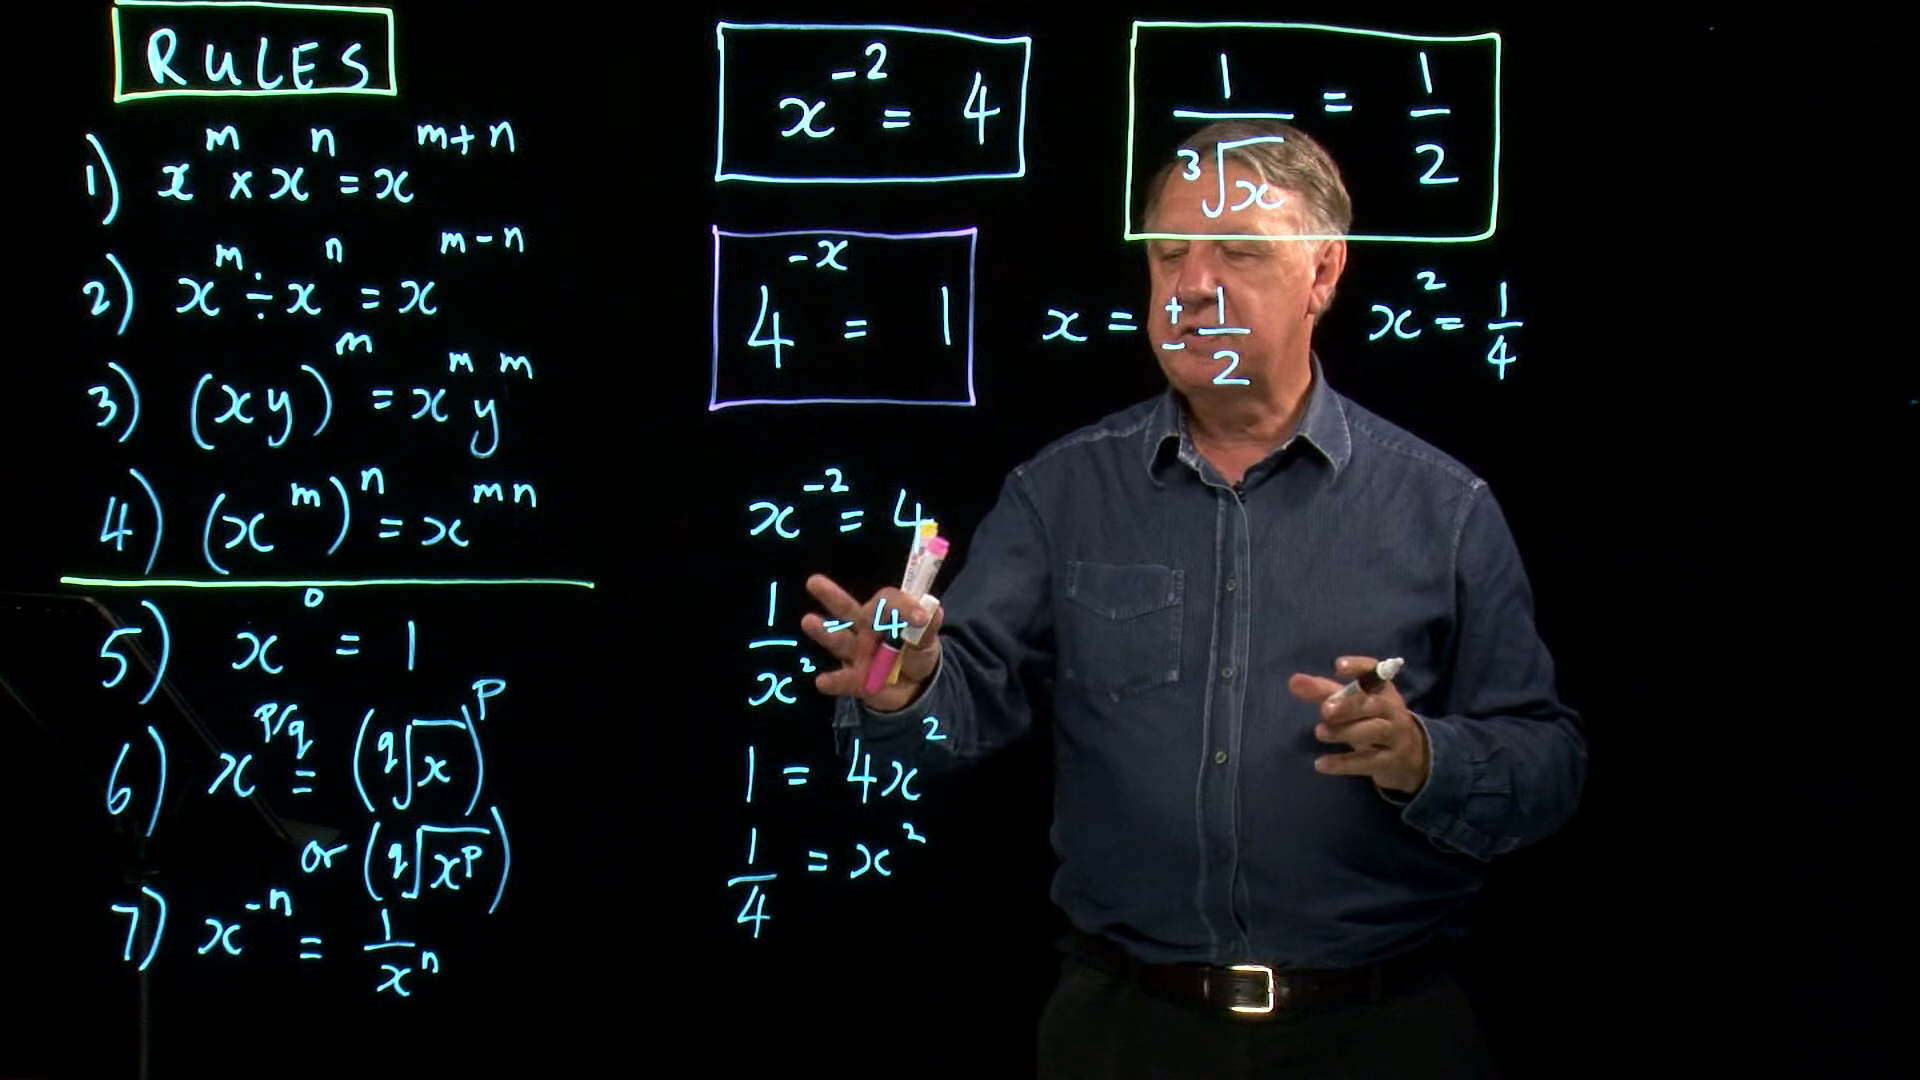 RULES
1) x^m × x^n = x^(m+n)
2) x^m ÷ x^n = x^(m-n)
3) (xy)^m = x^m y^m
4) (x^m)^n = x^(mn)
5) x^0 = 1
6) x^(p/q) = (q√x)^p
or (q√x^p)
7) x^-n = 1/x^n
x^-2 = 4
4^-x = 1
x^-2 = 4
1/x^2 = 4
1 = 4x^2
1/4 = x^2
1/3√x = 1/2
x = ±1/2
x^2 = 1/4